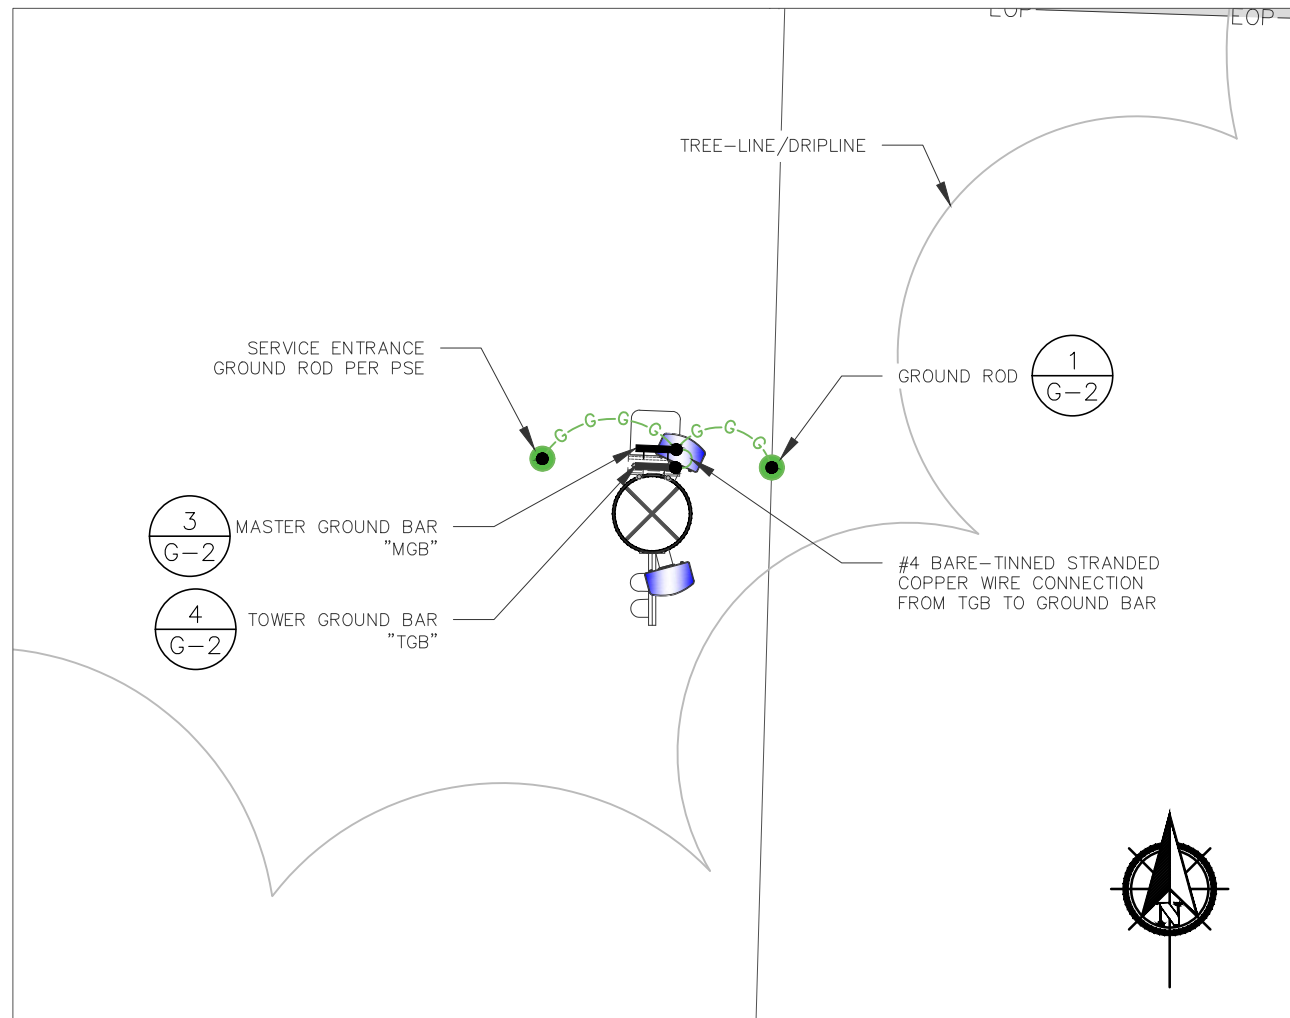 EOP
EOP
TREE-LINE/DRIPLINE
SERVICE ENTRANCE
GROUND ROD PER PSE
GROUND ROD
1
G-2
G
G
G
G
G
G
G
3
G-2
MASTER GROUND BAR
"MGB"
4
G-2
TOWER GROUND BAR
"TGB"
#4 BARE-TINNED STRANDED
COPPER WIRE CONNECTION
FROM TGB TO GROUND BAR
N